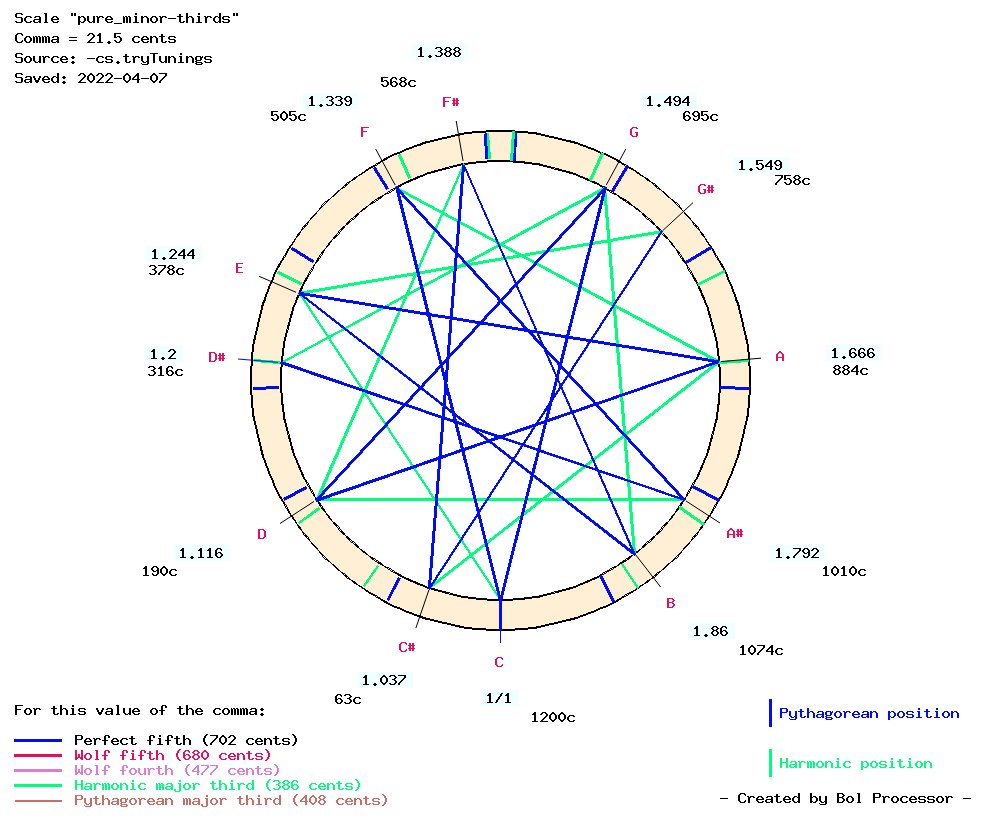 Scale "pure_minor-thirds"
Comma = 21.5 cents
Source: -cs.tryTunings
Saved: 2022-04-07
1.388
568c
F#
1.339
505c
F
1.494
695c
G
1.549
758c
G#
1.244
378c
E
1.2
316c
D#
1.666
884c
A
D
1.116
190c
A#
1.792
1010c
B
1.86
1074c
C#
1.037
63c
C
1/1
1200c
For this value of the comma:
Perfect fifth (702 cents)
Wolf fifth (680 cents)
Wolf fourth (477 cents)
Harmonic major third (386 cents)
Pythagorean major third (408 cents)
Pythagorean position
Harmonic position
- Created by Bol Processor -